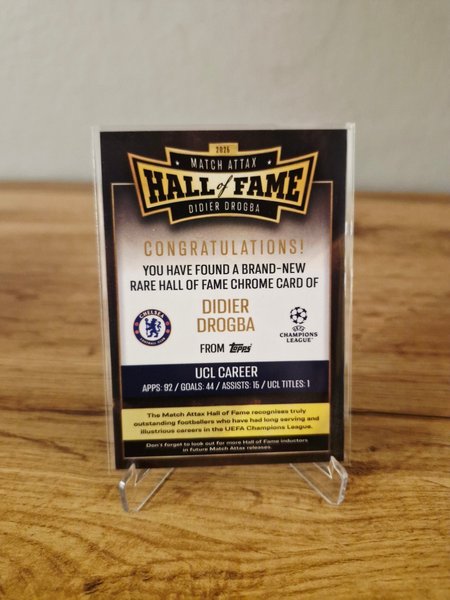 2025
MATCH ATTAX
HALL of FAME
DIDIER DROGBA
CONGRATULATIONS!
YOU HAVE FOUND A BRAND-NEW
RARE HALL OF FAME CHROME CARD OF
DIDIER
DROGBA
CHELSEA
FOOTBALL CLUB
FROM Topps
UEFA
CHAMPIONS
LEAGUE
UCL CAREER
APPS: 92 / GOALS: 44 / ASSISTS: 15 / UCL TITLES: 1
The Match Attax Hall of Fame recognises truly
outstanding footballers who have had long serving and
illustrious careers in the UEFA Champions League.
Don't forget to look out for more Hall of Fame inductors
in future Match Attax releases.